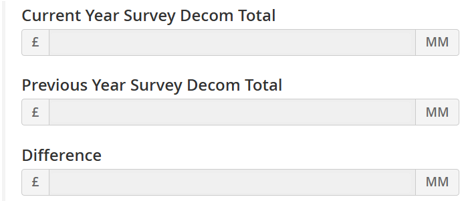 Current Year Survey Decom Total
£ MM
Previous Year Survey Decom Total
£ MM
Difference
£ MM